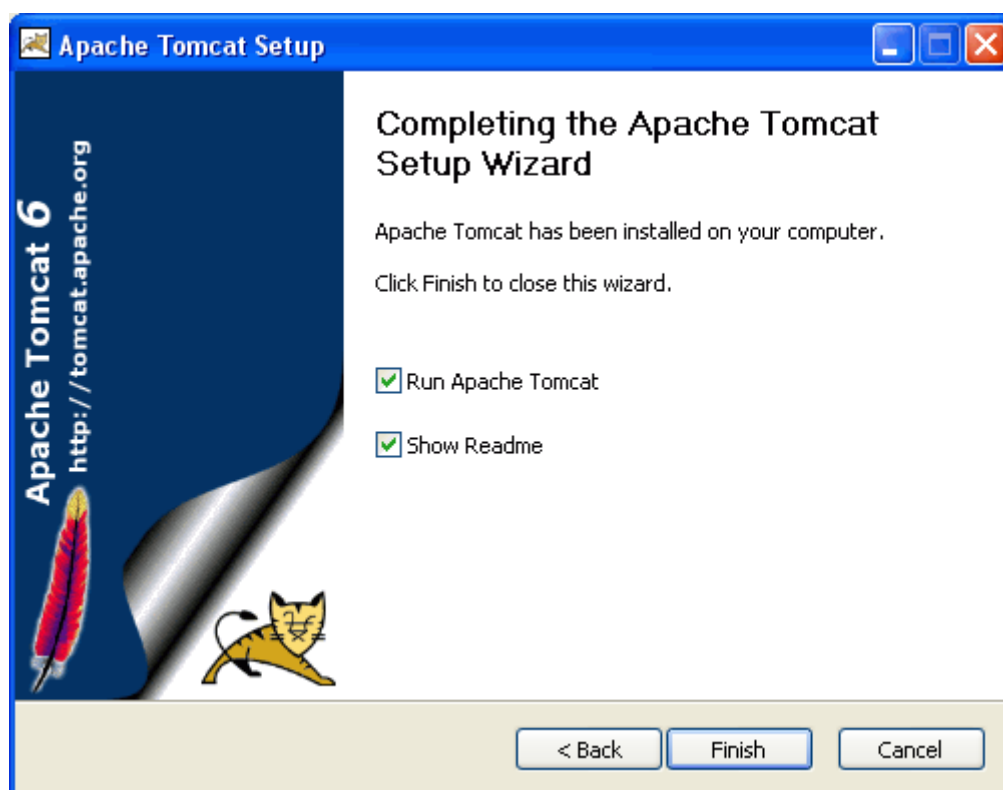 Apache Tomcat Setup
Apache Tomcat 6
http://tomcat.apache.org
Completing the Apache Tomcat
Setup Wizard
Apache Tomcat has been installed on your computer.
Click Finish to close this wizard.
Run Apache Tomcat
Show Readme
< Back
Finish
Cancel